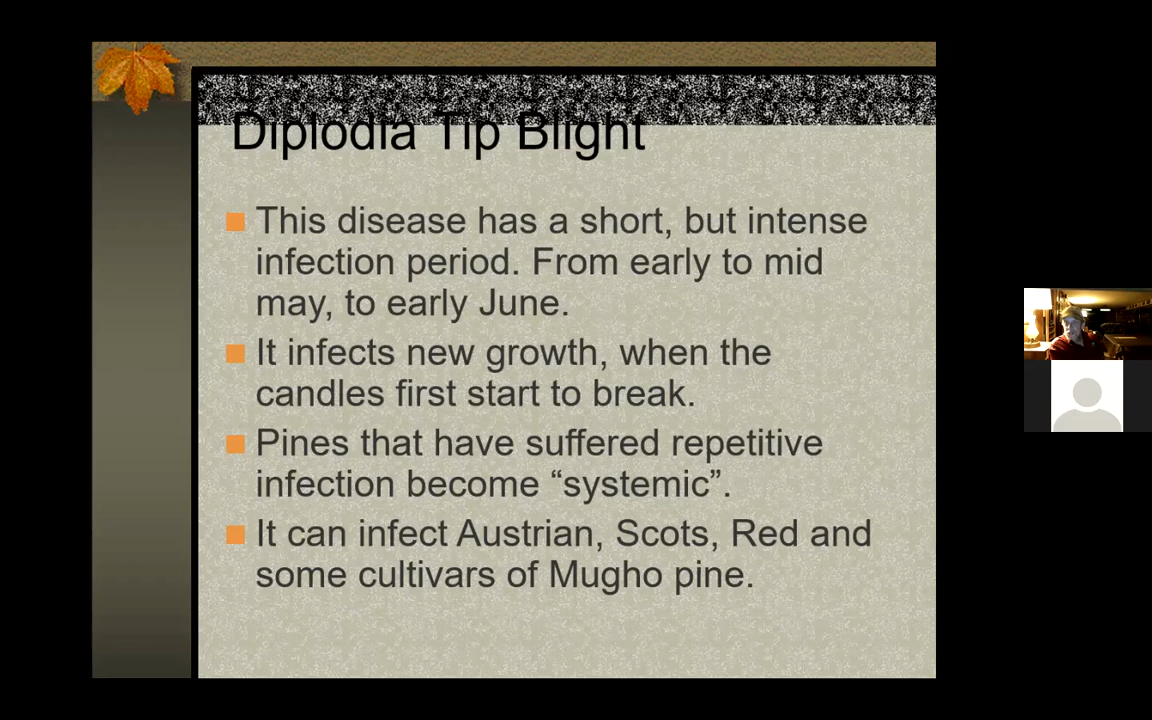 Diplodia Tip Blight
This disease has a short, but intense
infection period. From early to mid
may, to early June.
It infects new growth, when the
candles first start to break.
Pines that have suffered repetitive
infection become “systemic”.
It can infect Austrian, Scots, Red and
some cultivars of Mugho pine.